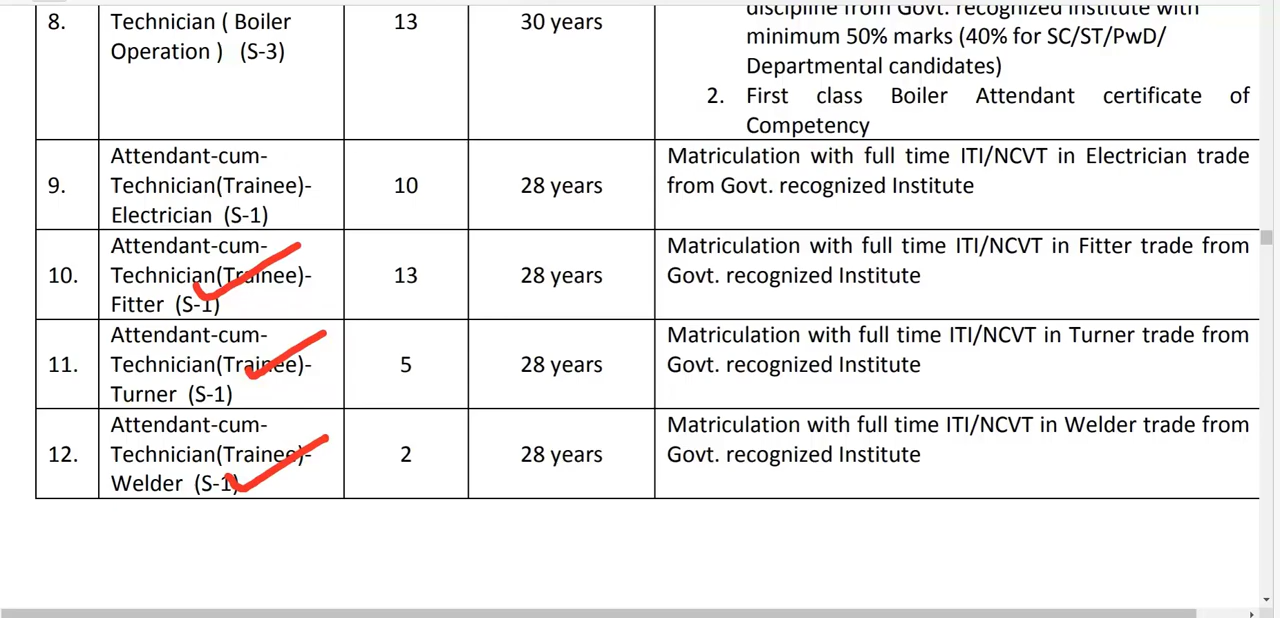 8.
Technician ( Boiler
Operation ) (S-3)
13
30 years
discipline from Govt. recognized institute with
minimum 50% marks (40% for SC/ST/PwD/
Departmental candidates)
2. First class Boiler Attendant certificate of
Competency
9.
Attendant-cum-
Technician(Trainee)-
Electrician (S-1)
10
28 years
Matriculation with full time ITI/NCVT in Electrician trade
from Govt. recognized Institute
10.
Attendant-cum-
Technician(Trainee)-
Fitter (S-1)
13
28 years
Matriculation with full time ITI/NCVT in Fitter trade from
Govt. recognized Institute
11.
Attendant-cum-
Technician(Trainee)-
Turner (S-1)
5
28 years
Matriculation with full time ITI/NCVT in Turner trade from
Govt. recognized Institute
12.
Attendant-cum-
Technician(Trainee)-
Welder (S-1)
2
28 years
Matriculation with full time ITI/NCVT in Welder trade from
Govt. recognized Institute